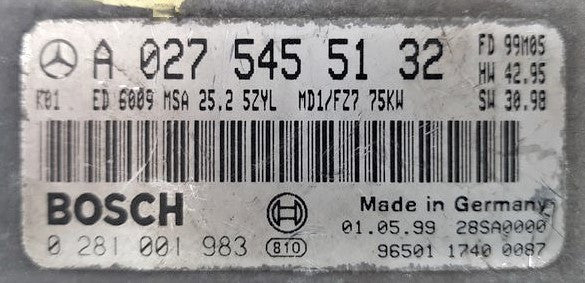 A 027 545 51 32 FD 99M05
HW 42.95
K01 ED 6009 MSA 25.2 5ZYL MD1/FZ7 75KW SW 30.98
BOSCH Made in Germany
01.05.99 28SA0000
0 281 001 983 810 96501 1740 0087